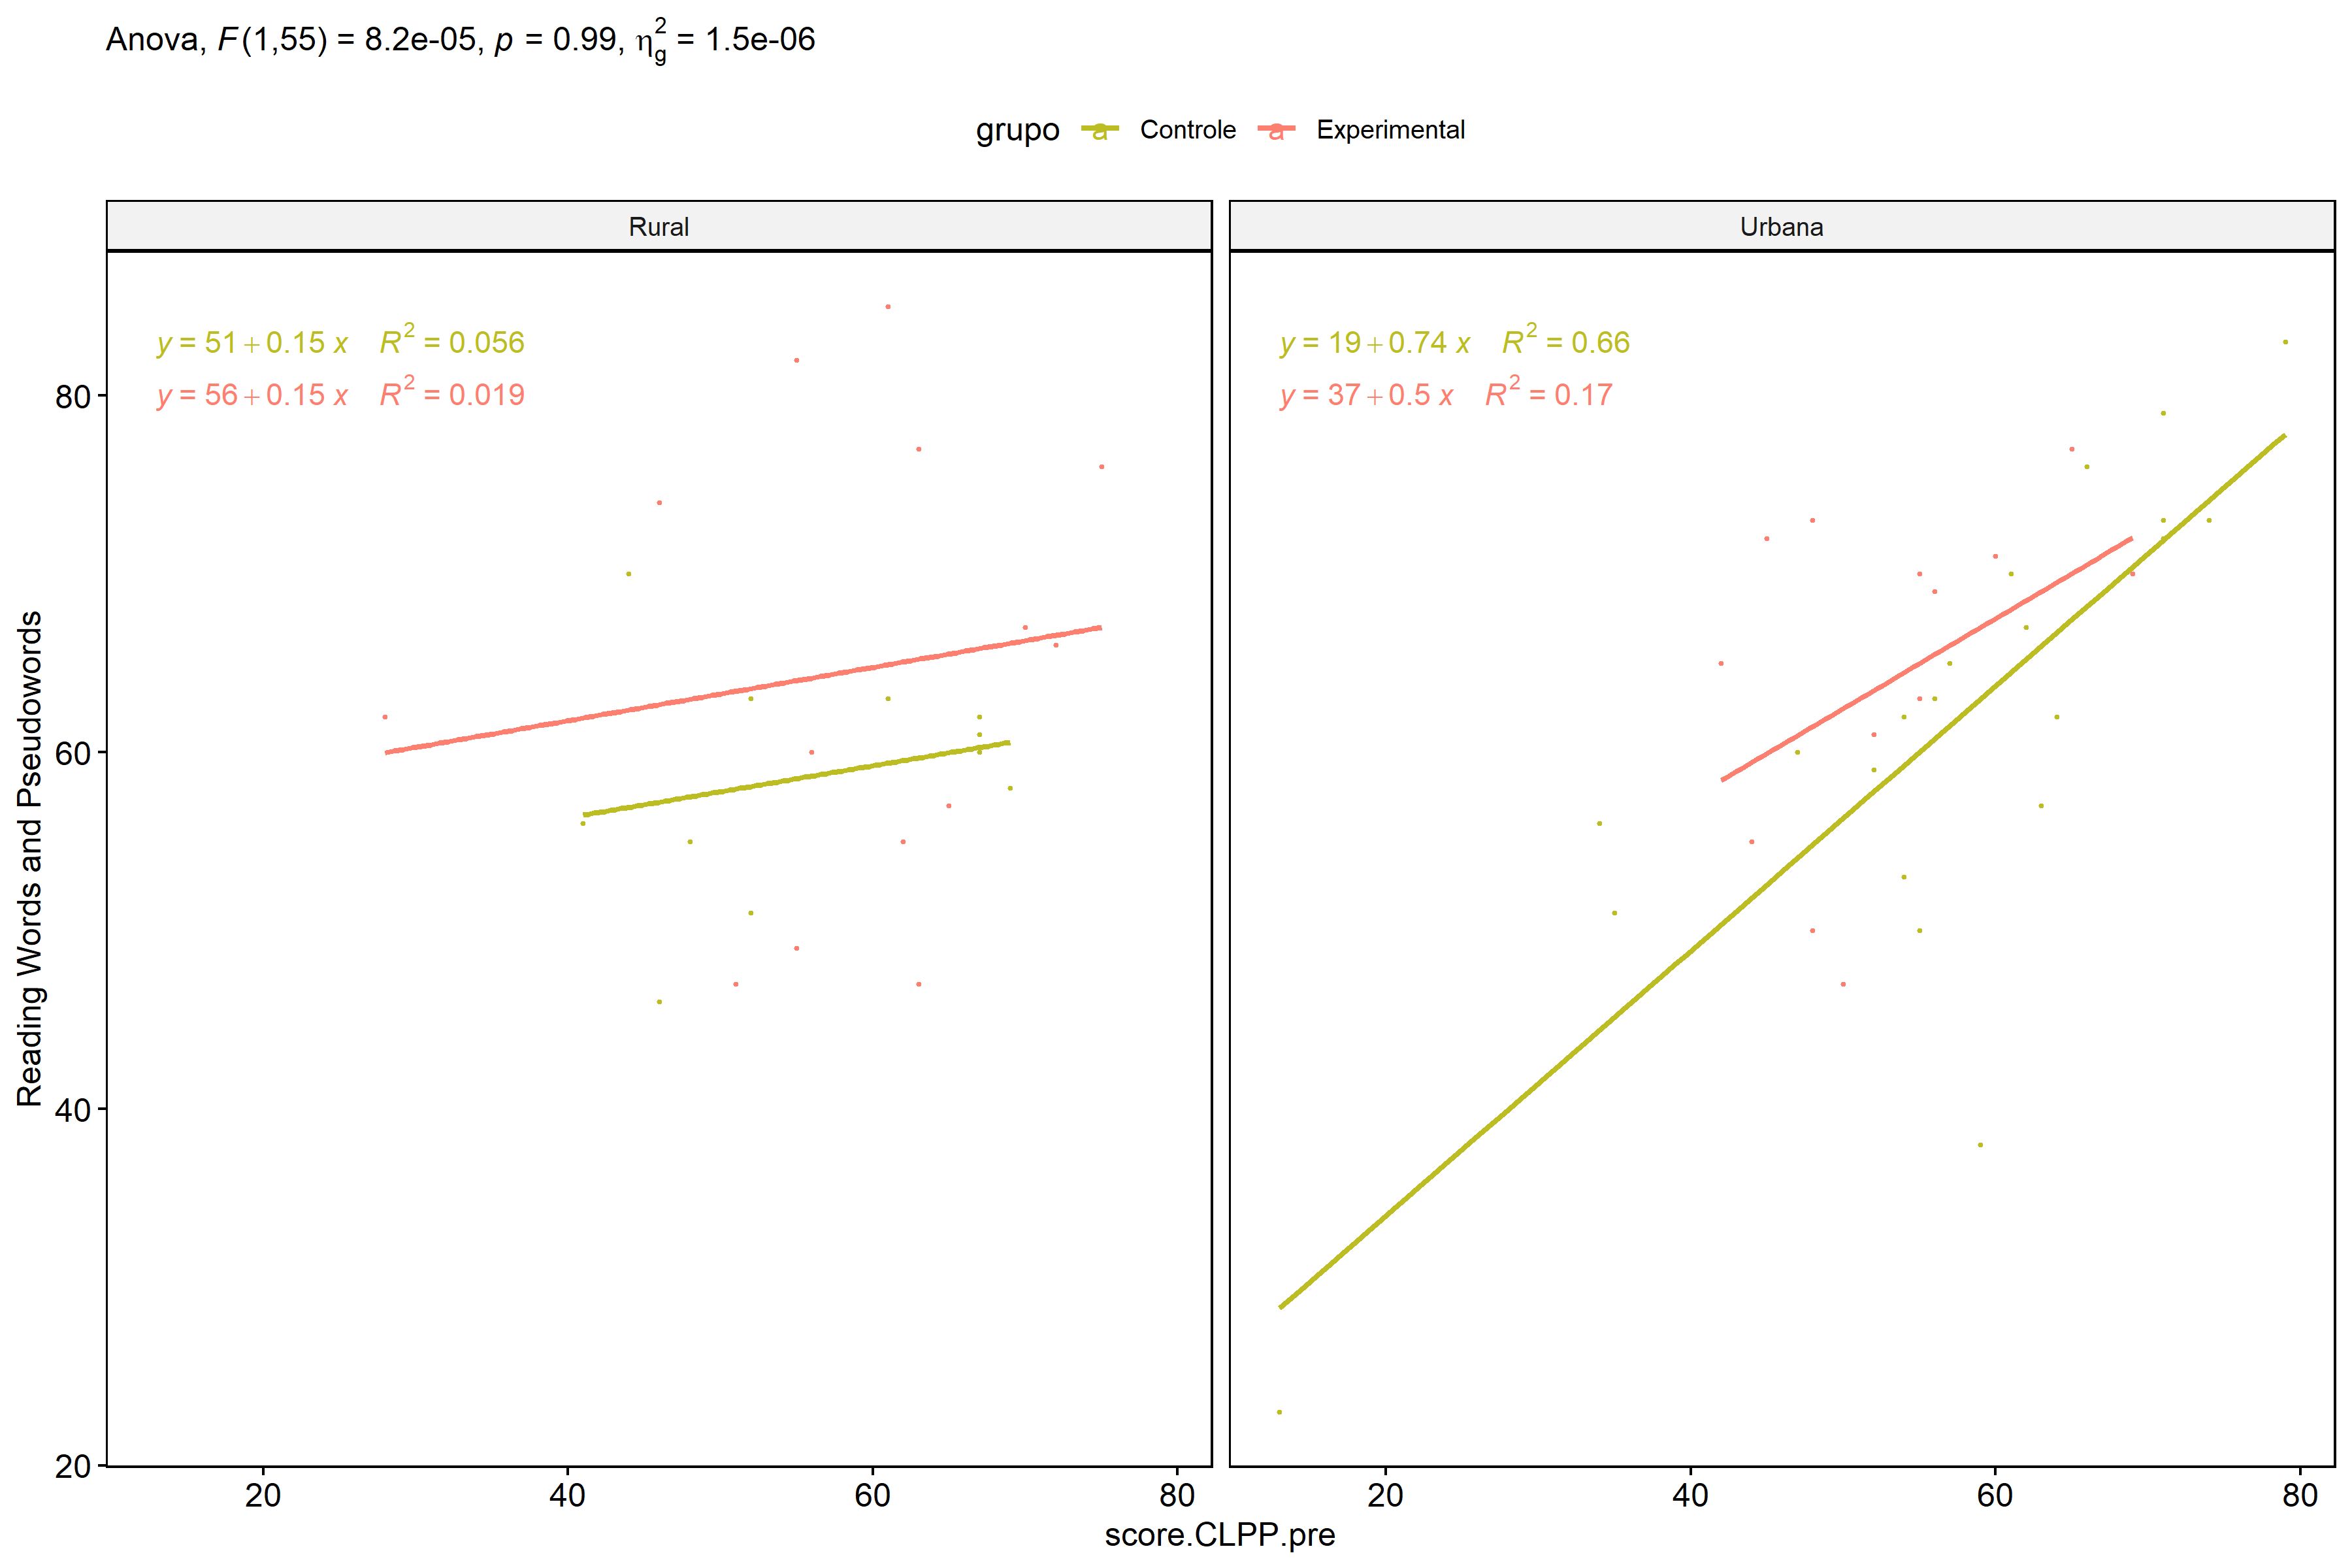 Anova, F(1,55) = 8.2e-05, p = 0.99, η²g = 1.5e-06
grupo a Controle a Experimental
Rural
Urbana
y = 51 + 0.15 x R² = 0.056
y = 56 + 0.15 x R² = 0.019
y = 19 + 0.74 x R² = 0.66
y = 37 + 0.5 x R² = 0.17
Reading Words and Pseudowords
80
60
40
20
20 40 60 80
20 40 60 80
score.CLPP.pre